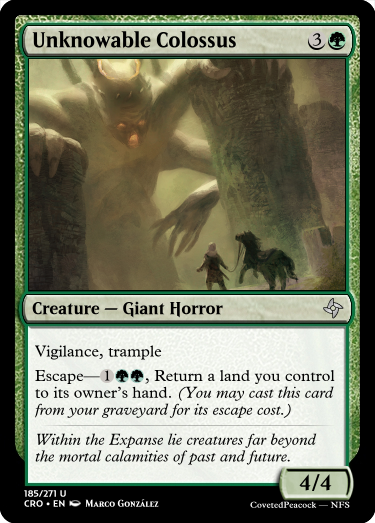 Unknowable Colossus 3
Creature — Giant Horror
Vigilance, trample
Escape—1, Return a land you control
to its owner's hand. (You may cast this card
from your graveyard for its escape cost.)
Within the Expanse lie creatures far beyond
the mortal calamities of past and future.
4/4
185/271 U
CRO • EN Marco González
CovetedPeacock — NFS